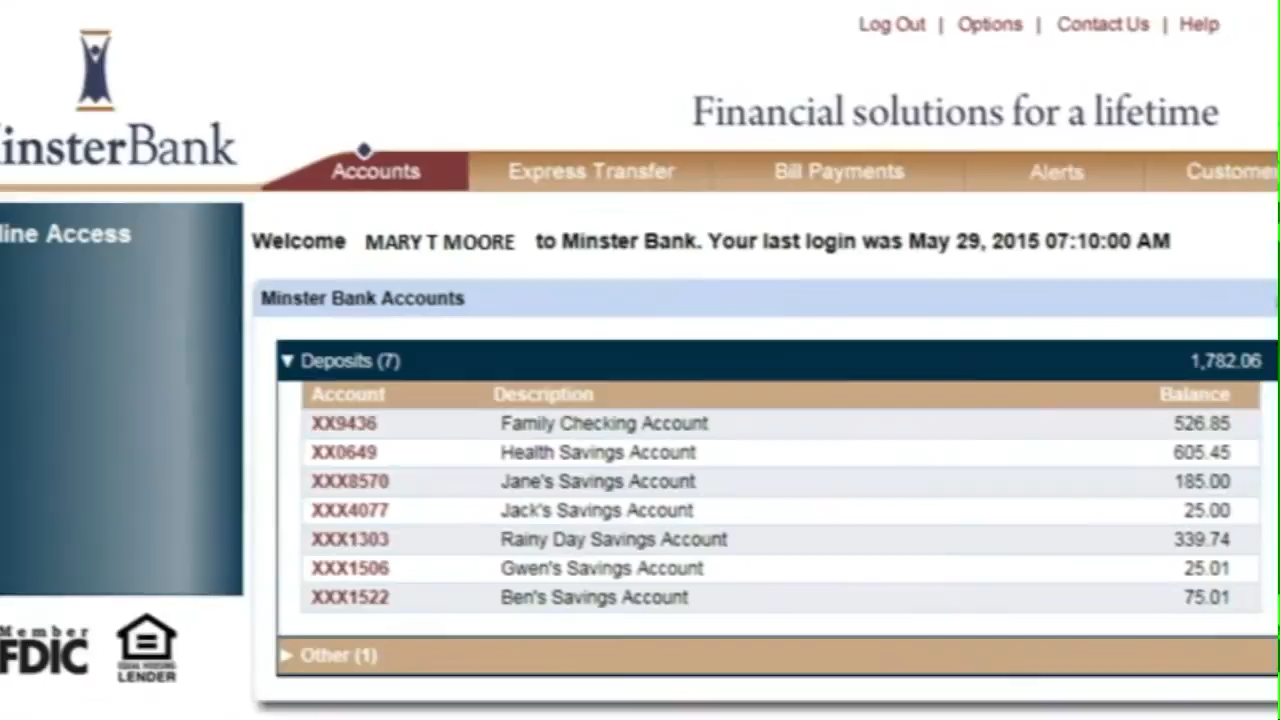 Log Out | Options | Contact Us | Help
Financial solutions for a lifetime
insterBank
Accounts Express Transfer Bill Payments Alerts Custome
line Access
Welcome MARY T MOORE to Minster Bank. Your last login was May 29, 2015 07:10:00 AM
Minster Bank Accounts
▼ Deposits (7) 1,782.06
Account Description Balance
XX9436 Family Checking Account 526.85
XX0649 Health Savings Account 605.45
XXX8570 Jane's Savings Account 185.00
XXX4077 Jack's Savings Account 25.00
XXX1303 Rainy Day Savings Account 339.74
XXX1506 Gwen's Savings Account 25.01
XXX1522 Ben's Savings Account 75.01
► Other (1)
Member
FDIC
EQUAL HOUSING
LENDER